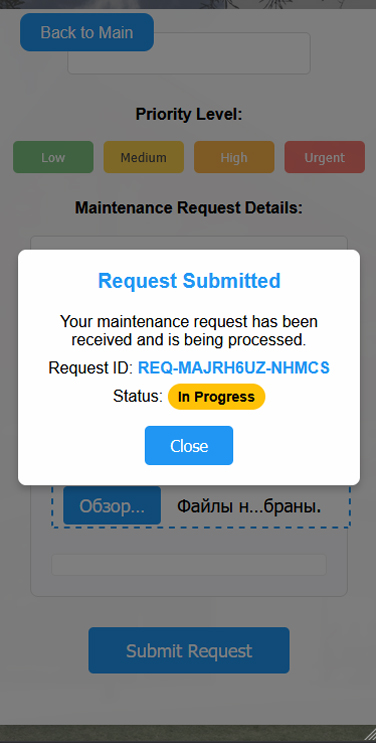 Back to Main
Priority Level:
Low Medium High Urgent
Maintenance Request Details:
Request Submitted
Your maintenance request has been
received and is being processed.
Request ID: REQ-MAJRH6UZ-NHMCS
Status: In Progress
Close
Обзор... Файлы н...браны.
Submit Request